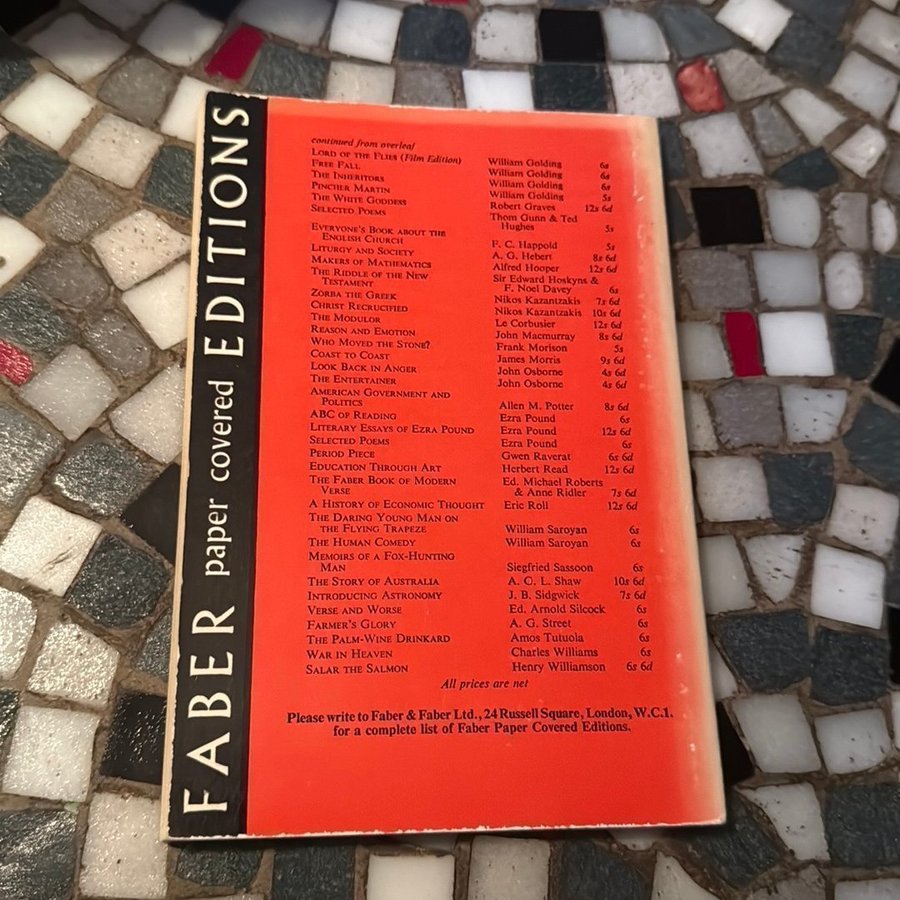 FABER paper covered EDITIONS
continued from overleaf
LORD OF THE FLIES (Film Edition) William Golding 6s
FREE FALL William Golding 6s
THE INHERITORS William Golding 6s
PINCHER MARTIN William Golding 5s
THE WHITE GODDESS Robert Graves 12s 6d
SELECTED POEMS Thom Gunn & Ted
Hughes 5s
EVERYONE'S BOOK ABOUT THE
ENGLISH CHURCH F. C. Happold 5s
LITURGY AND SOCIETY A. G. Hebert 8s 6d
MAKERS OF MATHEMATICS Alfred Hooper 12s 6d
THE RIDDLE OF THE NEW Sir Edward Hoskyns &
TESTAMENT F. Noel Davey 6s
ZORBA THE GREEK Nikos Kazantzakis 7s 6d
CHRIST RECRUCIFIED Nikos Kazantzakis 10s 6d
THE MODULOR Le Corbusier 12s 6d
REASON AND EMOTION John Macmurray 8s 6d
WHO MOVED THE STONE? Frank Morison 5s
COAST TO COAST James Morris 9s 6d
LOOK BACK IN ANGER John Osborne 4s 6d
THE ENTERTAINER John Osborne 4s 6d
AMERICAN GOVERNMENT AND
POLITICS Allen M. Potter 8s 6d
ABC OF READING Ezra Pound 6s
LITERARY ESSAYS OF EZRA POUND Ezra Pound 12s 6d
SELECTED POEMS Ezra Pound 6s
PERIOD PIECE Gwen Raverat 6s 6d
EDUCATION THROUGH ART Herbert Read 12s 6d
THE FABER BOOK OF MODERN Ed. Michael Roberts
VERSE & Anne Ridler 7s 6d
A HISTORY OF ECONOMIC THOUGHT Eric Roll 12s 6d
THE DARING YOUNG MAN ON
THE FLYING TRAPEZE William Saroyan 6s
THE HUMAN COMEDY William Saroyan 6s
MEMOIRS OF A FOX-HUNTING
MAN Siegfried Sassoon 6s
THE STORY OF AUSTRALIA A. G. L. Shaw 10s 6d
INTRODUCING ASTRONOMY J. B. Sidgwick 7s 6d
VERSE AND WORSE Ed. Arnold Silcock 6s
FARMER'S GLORY A. G. Street 6s
THE PALM-WINE DRINKARD Amos Tutuola 6s
WAR IN HEAVEN Charles Williams 6s
SALAR THE SALMON Henry Williamson 6s 6d
All prices are net
Please write to Faber & Faber Ltd., 24 Russell Square, London, W.C.1.
for a complete list of Faber Paper Covered Editions.